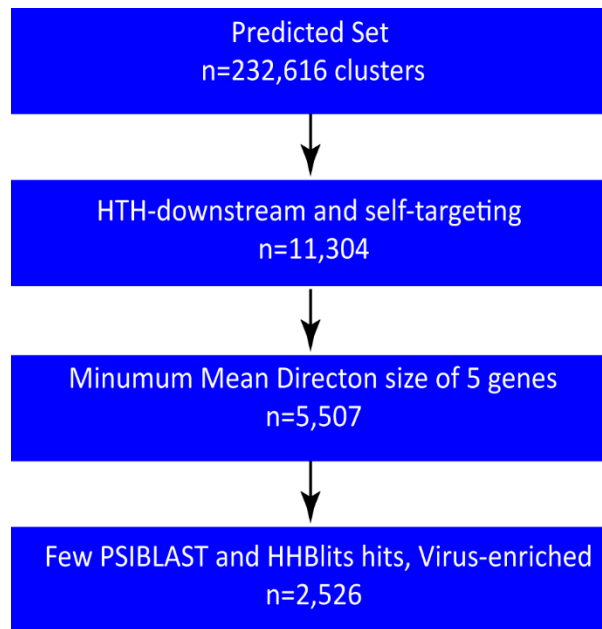 Predicted Set
n=232,616 clusters
HTH-downstream and self-targeting
n=11,304
Minumum Mean Directon size of 5 genes
n=5,507
Few PSIBLAST and HHBlits hits, Virus-enriched
n=2,526